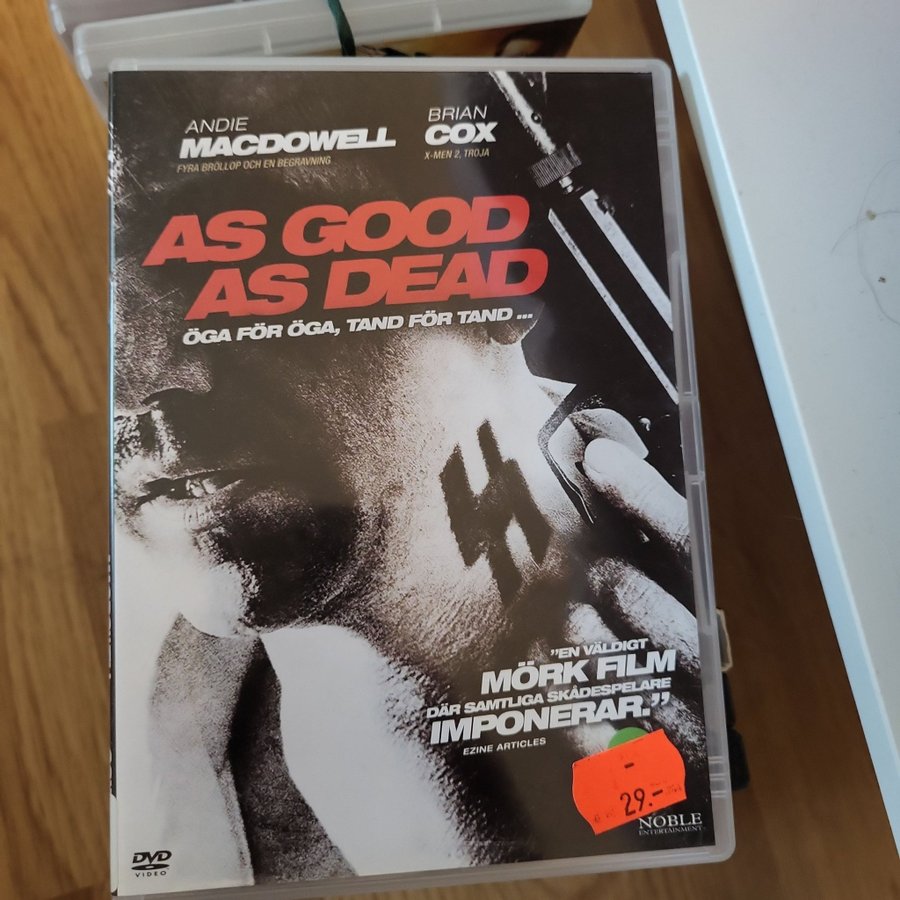 ANDIE
MACDOWELL
FYRA BRÖLLOP OCH EN BEGRAVNING
BRIAN
COX
X-MEN 2, TROJA
AS GOOD
AS DEAD
ÖGA FÖR ÖGA, TAND FÖR TAND ...
"EN VÄLDIGT
MÖRK FILM
DÄR SAMTLIGA SKÅDESPELARE
IMPONERAR."
EZINE ARTICLES
29.-
NOBLE
ENTERTAINMENT
DVD
VIDEO